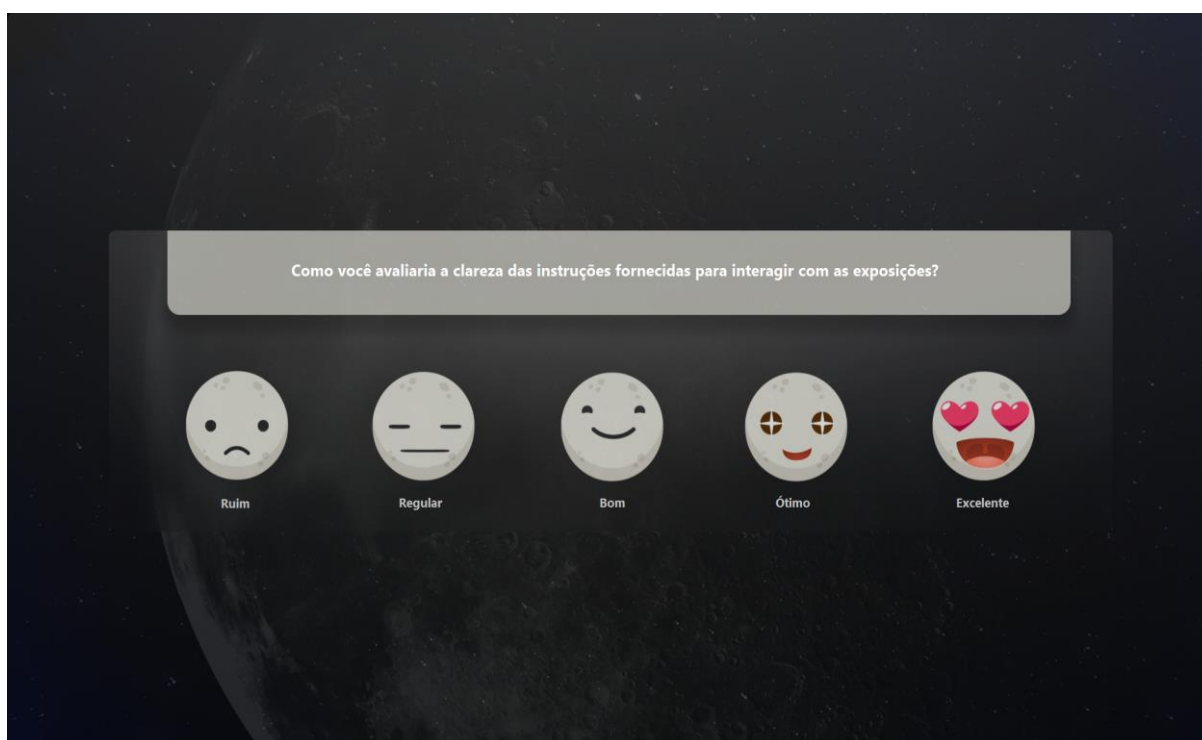 Como você avaliaria a clareza das instruções fornecidas para interagir com as exposições?
Ruim
Regular
Bom
Ótimo
Excelente